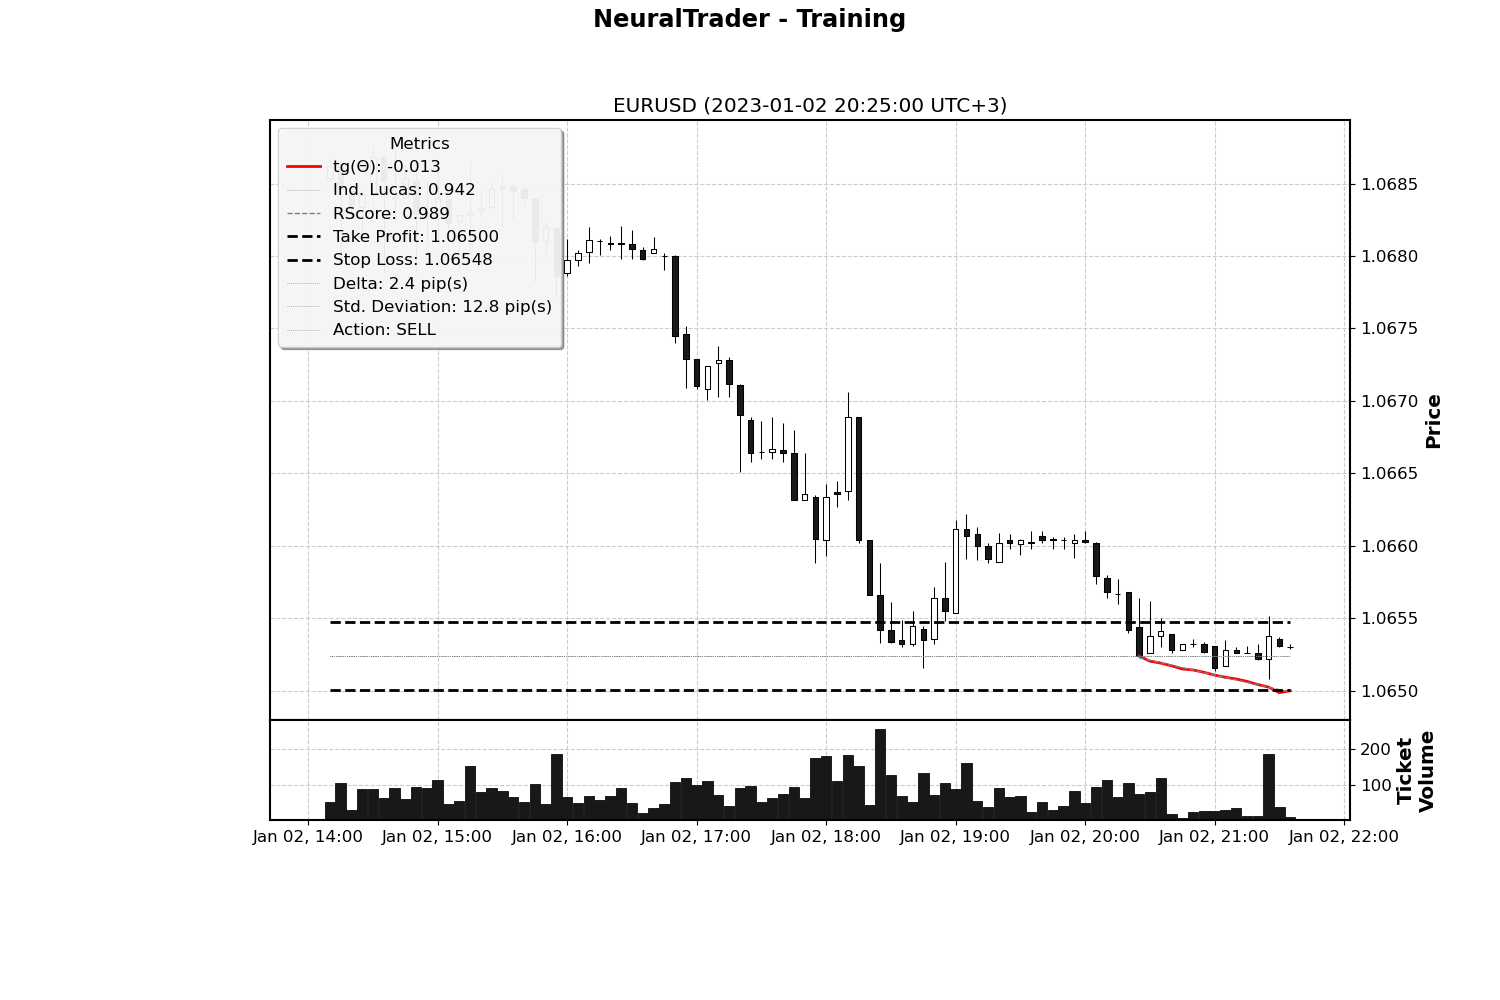 NeuralTrader - Training
EURUSD (2023-01-02 20:25:00 UTC+3)
Metrics
tg(Θ): -0.013
Ind. Lucas: 0.942
RScore: 0.989
Take Profit: 1.06500
Stop Loss: 1.06548
Delta: 2.4 pip(s)
Std. Deviation: 12.8 pip(s)
Action: SELL
1.0685
1.0680
1.0675
1.0670
1.0665
1.0660
1.0655
1.0650
Price
200
100
Ticket
Volume
Jan 02, 14:00
Jan 02, 15:00
Jan 02, 16:00
Jan 02, 17:00
Jan 02, 18:00
Jan 02, 19:00
Jan 02, 20:00
Jan 02, 21:00
Jan 02, 22:00